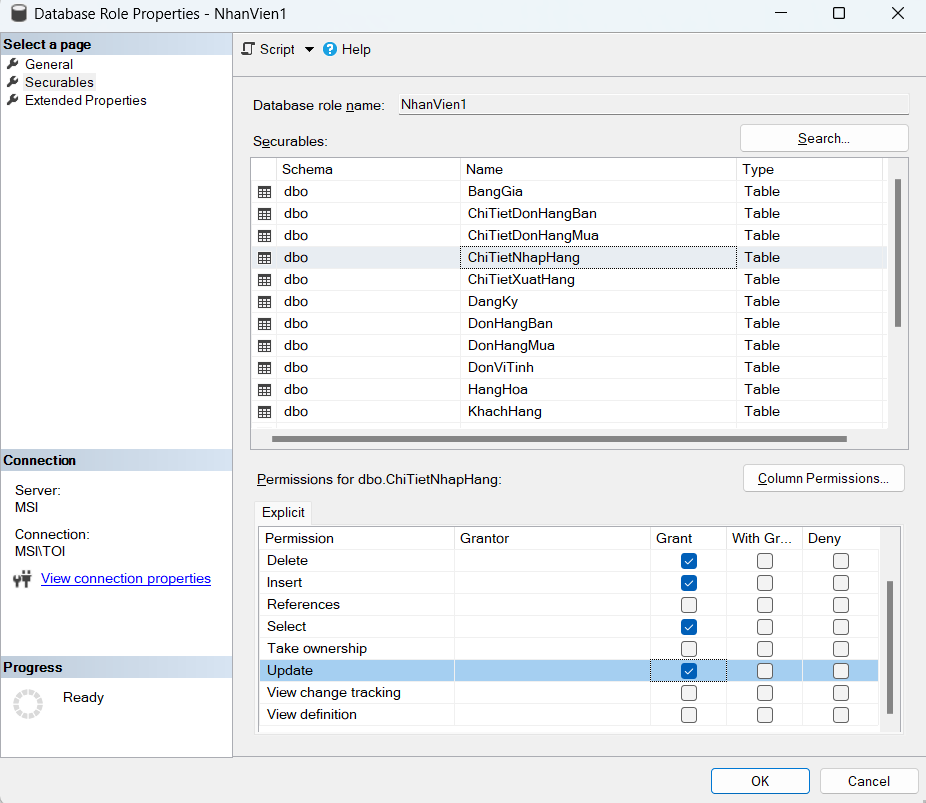 Database Role Properties - NhanVien1
Select a page
General
Securables
Extended Properties
Script Help
Database role name: NhanVien1
Securables: Search...
Schema Name Type
dbo BangGia Table
dbo ChiTietDonHangBan Table
dbo ChiTietDonHangMua Table
dbo ChiTietNhapHang Table
dbo ChiTietXuatHang Table
dbo DangKy Table
dbo DonHangBan Table
dbo DonHangMua Table
dbo DonViTinh Table
dbo HangHoa Table
dbo KhachHang Table
Connection
Server:
MSI
Connection:
MSI\TOI
View connection properties
Progress
Ready
Permissions for dbo.ChiTietNhapHang: Column Permissions...
Explicit
Permission Grantor Grant With Gr... Deny
Delete
Insert
References
Select
Take ownership
Update
View change tracking
View definition
OK Cancel